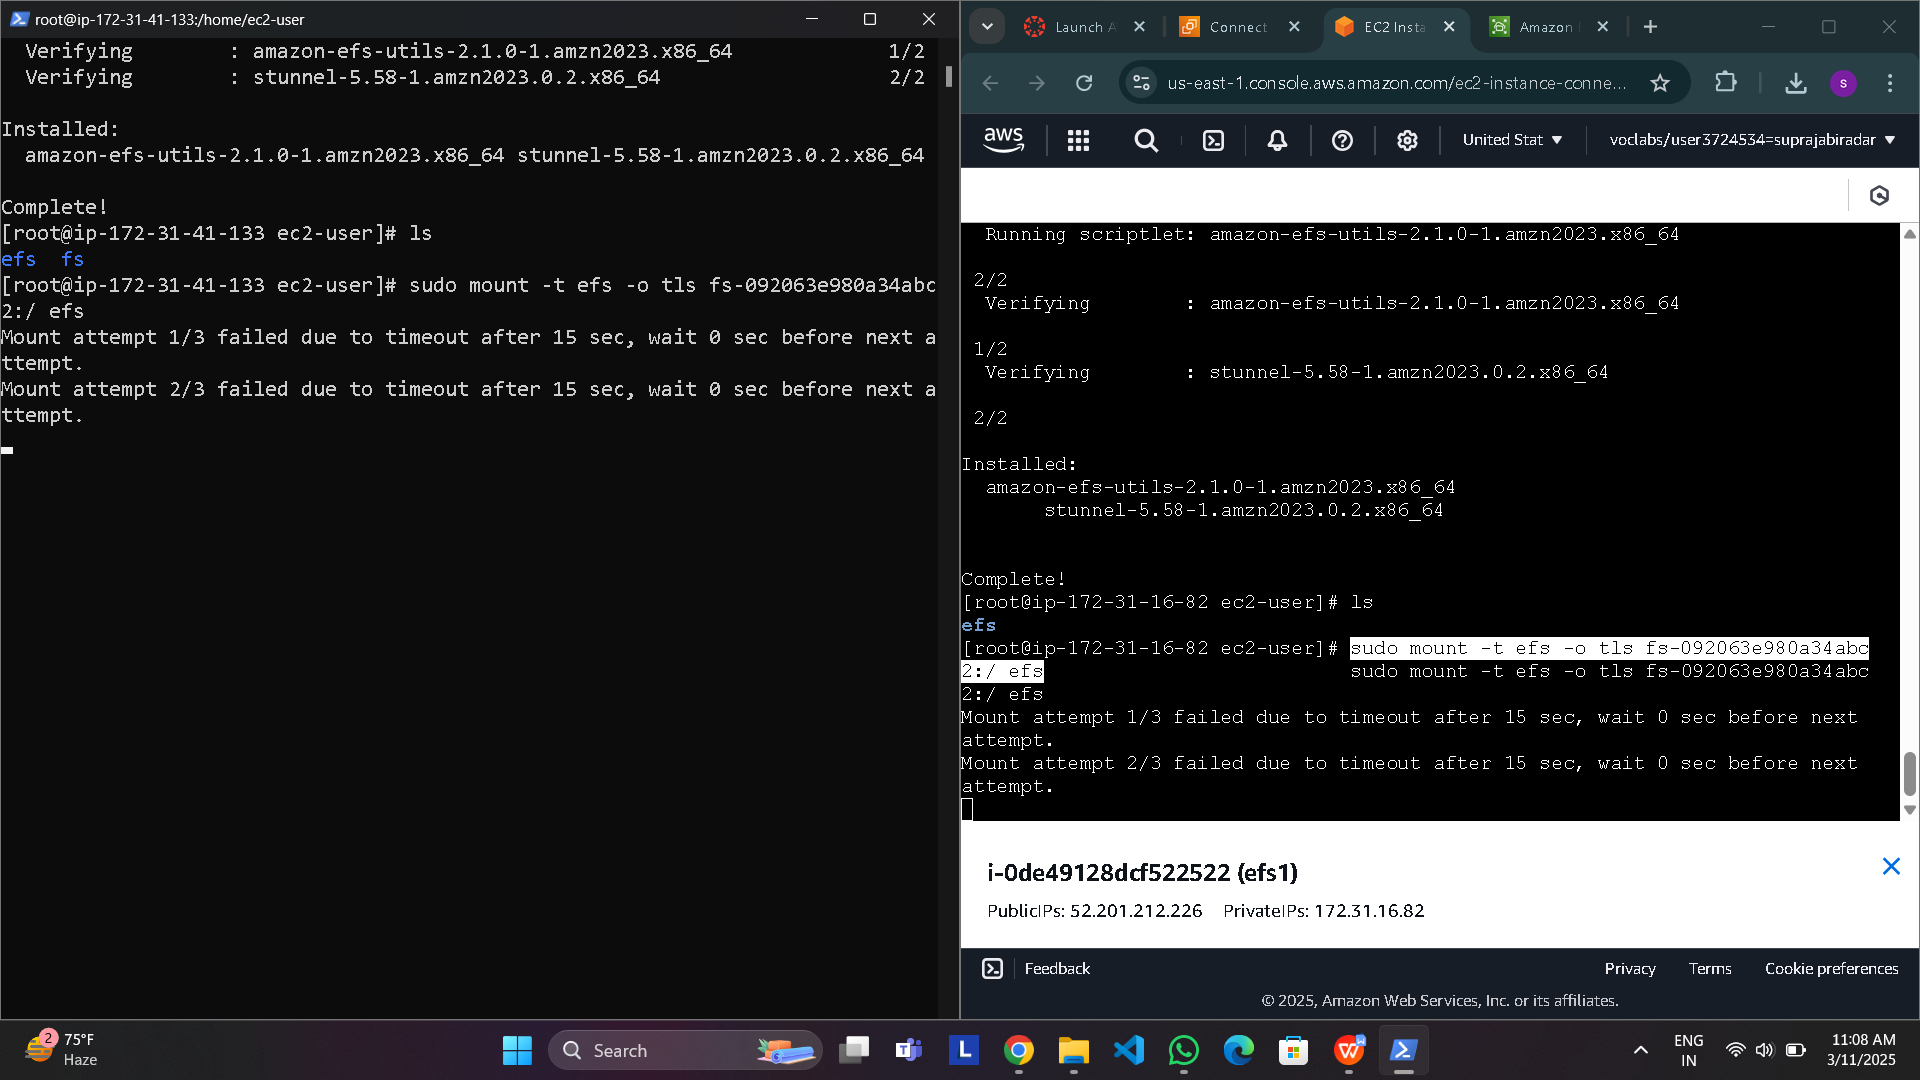 root@ip-172-31-41-133:/home/ec2-user
Verifying : amazon-efs-utils-2.1.0-1.amzn2023.x86_64 1/2
Verifying : stunnel-5.58-1.amzn2023.0.2.x86_64 2/2
Installed:
amazon-efs-utils-2.1.0-1.amzn2023.x86_64 stunnel-5.58-1.amzn2023.0.2.x86_64
Complete!
[root@ip-172-31-41-133 ec2-user]# ls
efs fs
[root@ip-172-31-41-133 ec2-user]# sudo mount -t efs -o tls fs-092063e980a34abc
2:/ efs
Mount attempt 1/3 failed due to timeout after 15 sec, wait 0 sec before next a
ttempt.
Mount attempt 2/3 failed due to timeout after 15 sec, wait 0 sec before next a
ttempt.
Launch A
Connect
EC2 Insta
Amazon
us-east-1.console.aws.amazon.com/ec2-instance-conne...
s
aws
United Stat
voclabs/user3724534=suprajabiradar
Running scriptlet: amazon-efs-utils-2.1.0-1.amzn2023.x86_64
2/2
Verifying : amazon-efs-utils-2.1.0-1.amzn2023.x86_64
1/2
Verifying : stunnel-5.58-1.amzn2023.0.2.x86_64
2/2
Installed:
amazon-efs-utils-2.1.0-1.amzn2023.x86_64
stunnel-5.58-1.amzn2023.0.2.x86_64
Complete!
[root@ip-172-31-16-82 ec2-user]# ls
efs
[root@ip-172-31-16-82 ec2-user]# sudo mount -t efs -o tls fs-092063e980a34abc
2:/ efs sudo mount -t efs -o tls fs-092063e980a34abc
2:/ efs
Mount attempt 1/3 failed due to timeout after 15 sec, wait 0 sec before next
attempt.
Mount attempt 2/3 failed due to timeout after 15 sec, wait 0 sec before next
attempt.
i-0de49128dcf522522 (efs1)
PublicIPs: 52.201.212.226 PrivateIPs: 172.31.16.82
Feedback
Privacy Terms Cookie preferences
© 2025, Amazon Web Services, Inc. or its affiliates.
2
75°F
Haze
Search
L
W
ENG
IN
11:08 AM
3/11/2025